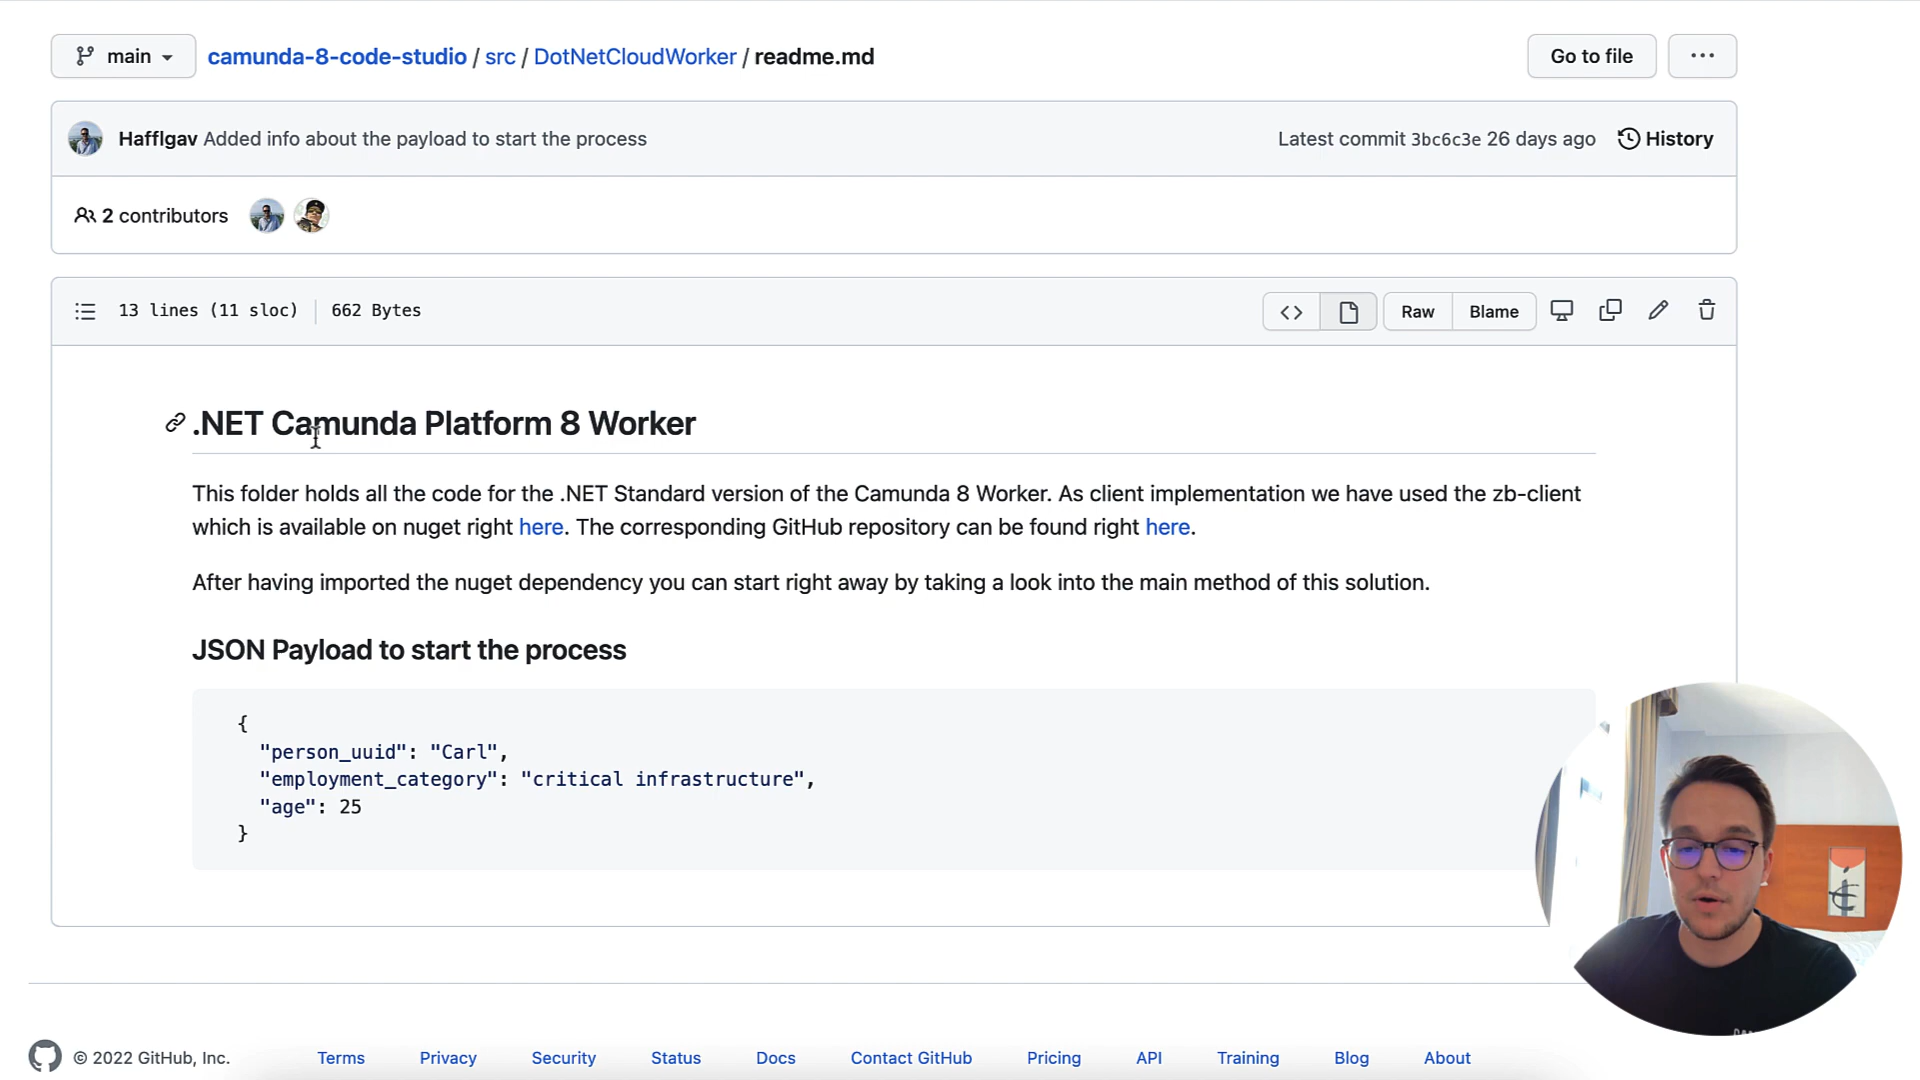 main
camunda-8-code-studio / src / DotNetCloudWorker / readme.md
Go to file
Hafflgav Added info about the payload to start the process
Latest commit 3bc6c3e 26 days ago
History
2 contributors
13 lines (11 sloc)
662 Bytes
Raw
Blame
.NET Camunda Platform 8 Worker
This folder holds all the code for the .NET Standard version of the Camunda 8 Worker. As client implementation we have used the zb-client
which is available on nuget right here. The corresponding GitHub repository can be found right here.
After having imported the nuget dependency you can start right away by taking a look into the main method of this solution.
JSON Payload to start the process
{
"person_uuid": "Carl",
"employment_category": "critical infrastructure",
"age": 25
}
© 2022 GitHub, Inc.
Terms
Privacy
Security
Status
Docs
Contact GitHub
Pricing
API
Training
Blog
About